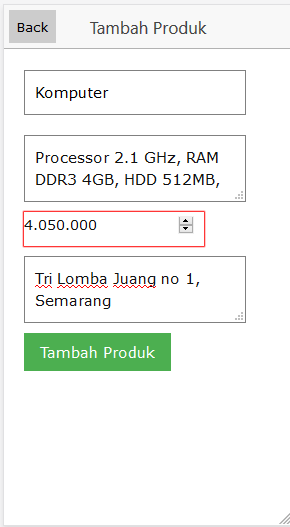 Back
Tambah Produk
Komputer
Processor 2.1 GHz, RAM
DDR3 4GB, HDD 512MB,
4.050.000
Tri Lomba Juang no 1,
Semarang
Tambah Produk